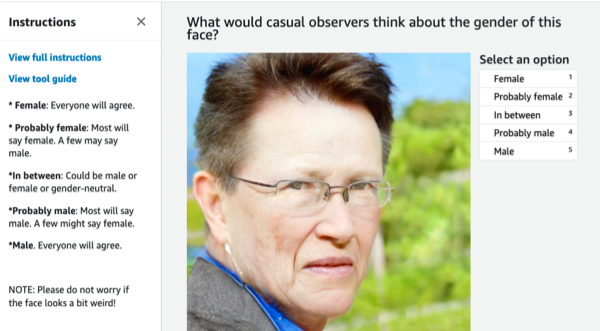 Instructions ×
View full instructions
View tool guide
* Female: Everyone will agree.
* Probably female: Most will
say female. A few may say
male.
*In between: Could be male or
female or gender-neutral.
*Probably male: Most will say
male. A few might say female.
*Male. Everyone will agree.
NOTE: Please do not worry if
the face looks a bit weird!
What would casual observers think about the gender of this
face?
Select an option
Female 1
Probably female 2
In between 3
Probably male 4
Male 5